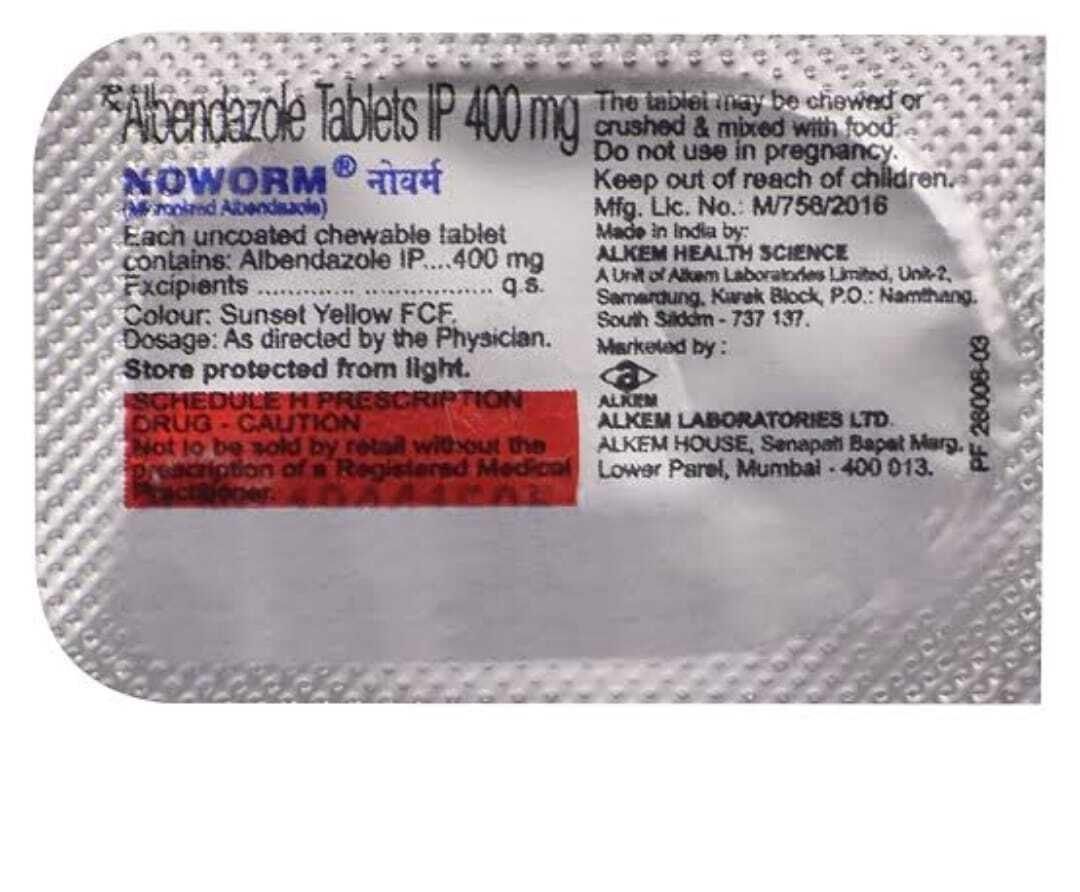 Albendazole Tablets IP 400 mg
NOWORM® नोवर्म
(Micronized Albendazole)
Each uncoated chewable tablet
contains: Albendazole IP....400 mg
Excipients ........... .................. q.s.
Colour: Sunset Yellow FCF.
Dosage: As directed by the Physician.
Store protected from light.
SCHEDULE H PRESCRIPTION
DRUG - CAUTION
Not to be sold by retail without the
prescription of a Registered Medical
Practitioner.
The tablet may be chewed or
crushed & mixed with food.
Do not use in pregnancy.
Keep out of reach of children.
Mfg. Lic. No.: M/756/2016
Made in India by:
ALKEM HEALTH SCIENCE
A Unit of Alkem Laboratories Limited, Unit-2,
Samardung, Karek Block, P.O.: Namthang,
South Sikkim - 737 137.
Marketed by :
a
ALKEM
ALKEM LABORATORIES LTD.
ALKEM HOUSE, Senapati Bapat Marg,
Lower Parel, Mumbai - 400 013.
PF 26006-03